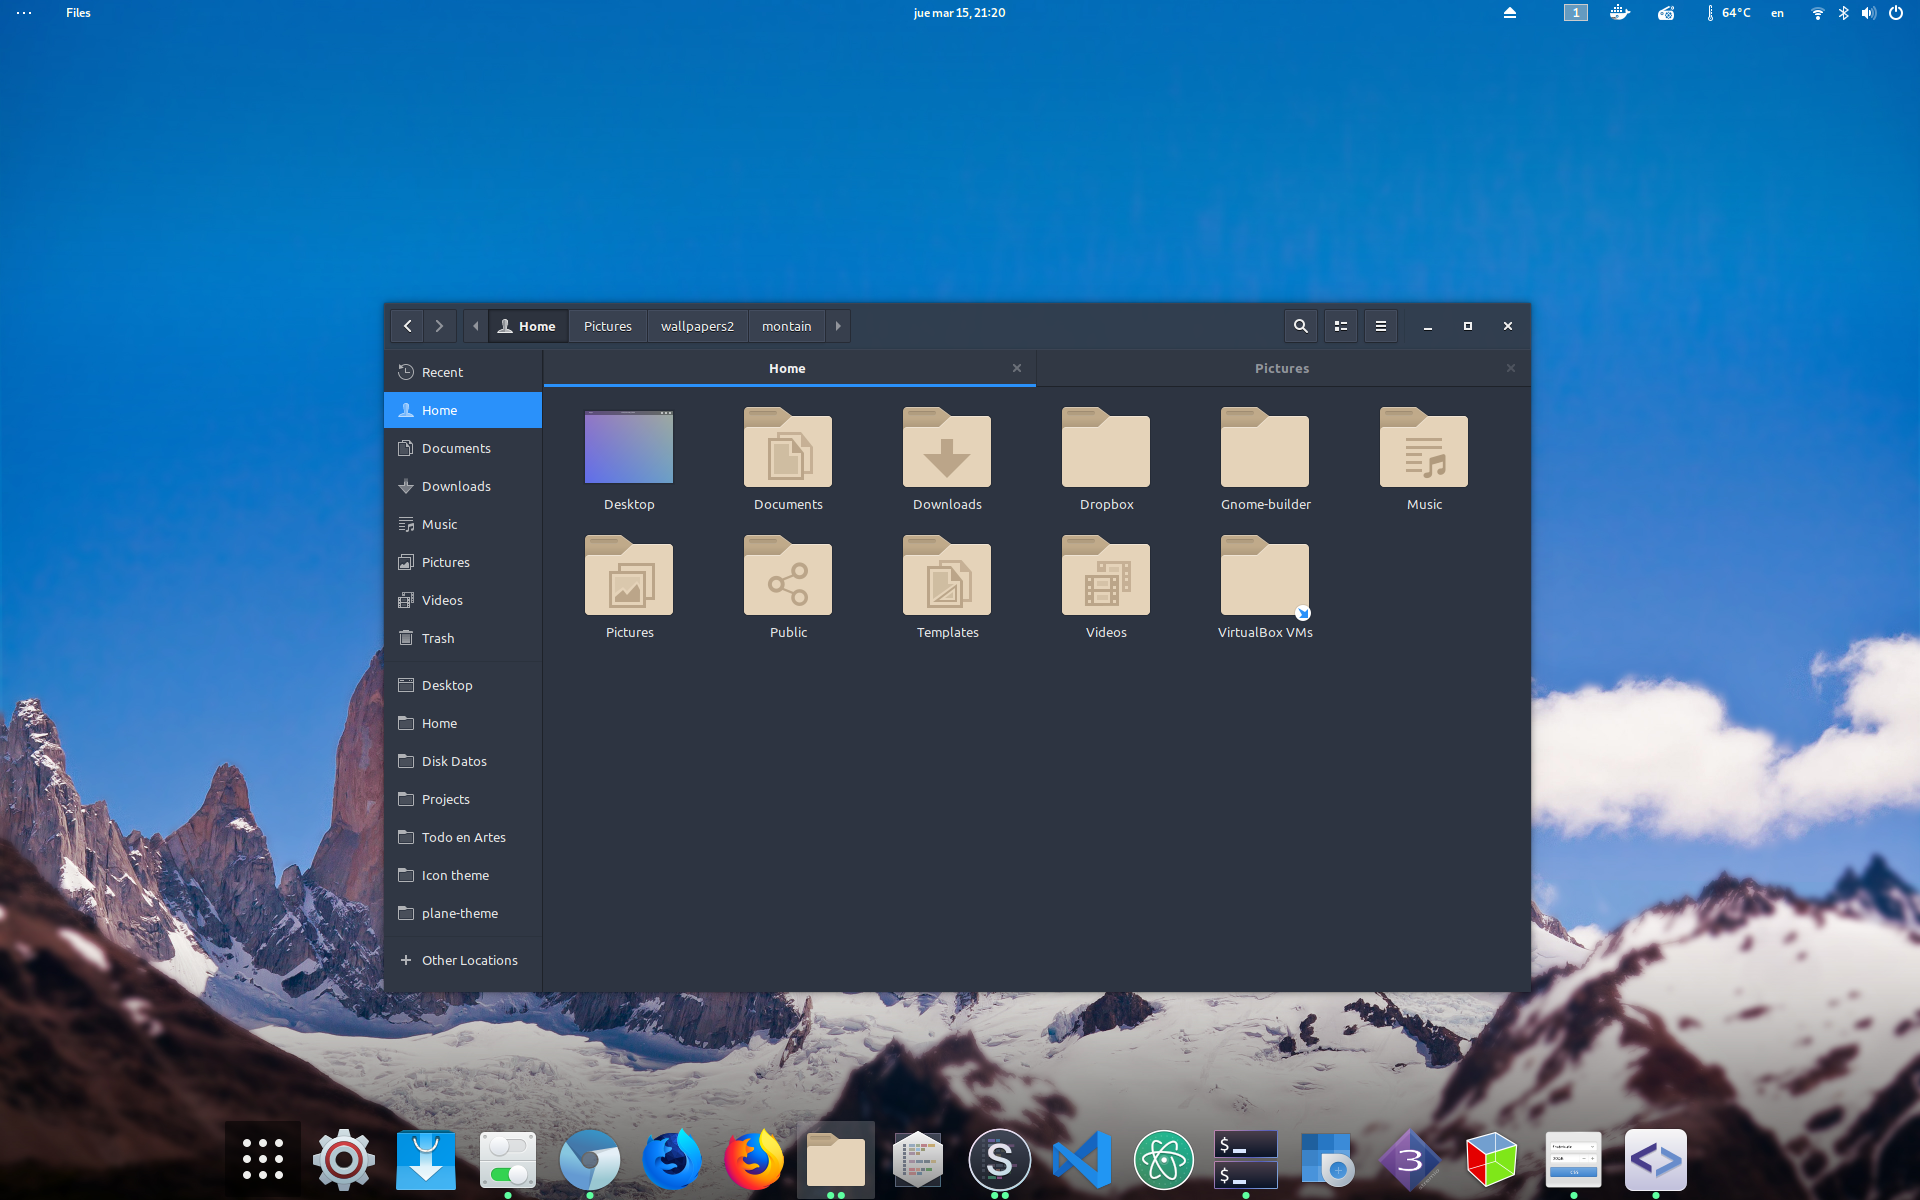 Files
jue mar 15, 21:20
1
64°C
en
Home
Pictures
wallpapers2
montain
Recent
Home
Documents
Downloads
Music
Pictures
Videos
Trash
Desktop
Home
Disk Datos
Projects
Todo en Artes
Icon theme
plane-theme
Other Locations
Home
Pictures
Desktop
Documents
Downloads
Dropbox
Gnome-builder
Music
Pictures
Public
Templates
Videos
VirtualBox VMs
S
$
$
3